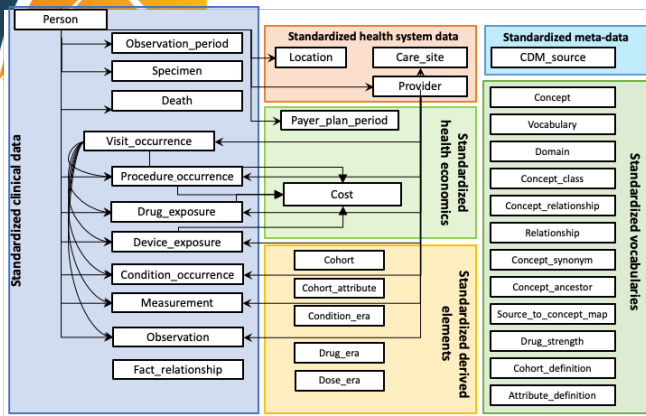 Person
Observation_period
Specimen
Death
Visit_occurrence
Procedure_occurrence
Drug_exposure
Device_exposure
Condition_occurrence
Measurement
Observation
Fact_relationship
Standardized clinical data
Standardized health system data
Location
Care_site
Provider
Payer_plan_period
Cost
Standardized
health economics
Cohort
Cohort_attribute
Condition_era
Drug_era
Dose_era
Standardized derived
elements
Standardized meta-data
CDM_source
Concept
Vocabulary
Domain
Concept_class
Concept_relationship
Relationship
Concept_synonym
Concept_ancestor
Source_to_concept_map
Drug_strength
Cohort_definition
Attribute_definition
Standardized vocabularies